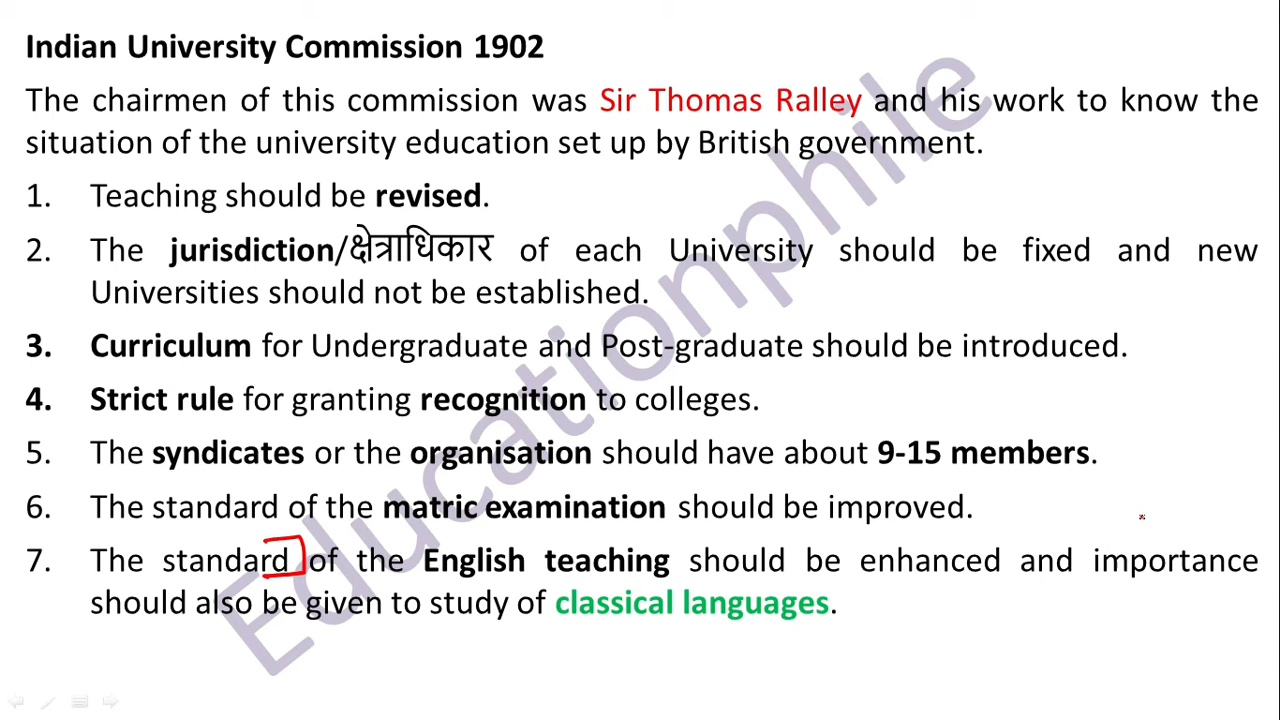 Indian University Commission 1902
The chairmen of this commission was Sir Thomas Ralley and his work to know the
situation of the university education set up by British government.
1. Teaching should be revised.
2. The jurisdiction/क्षेत्राधिकार of each University should be fixed and new
Universities should not be established.
3. Curriculum for Undergraduate and Post-graduate should be introduced.
4. Strict rule for granting recognition to colleges.
5. The syndicates or the organisation should have about 9-15 members.
6. The standard of the matric examination should be improved.
7. The standard of the English teaching should be enhanced and importance
should also be given to study of classical languages.
Educationphile